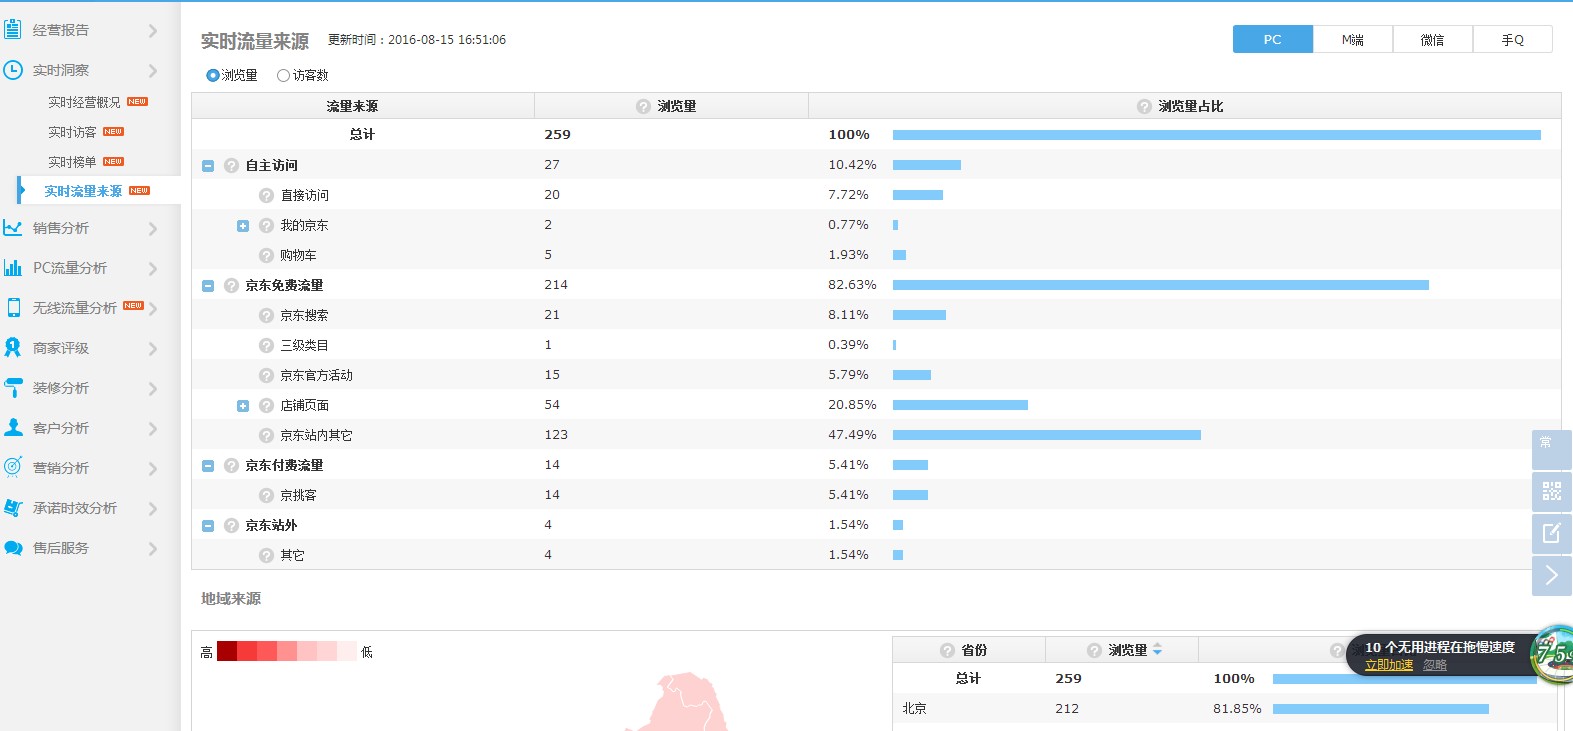 经营报告
实时洞察
实时经营概况 NEW
实时访客 NEW
实时榜单 NEW
实时流量来源 NEW
销售分析
PC流量分析
无线流量分析 NEW
商家评级
装修分析
客户分析
营销分析
承诺时效分析
售后服务
实时流量来源 更新时间：2016-08-15 16:51:06
PC M端 微信 手Q
浏览量 访客数
流量来源 浏览量 浏览量占比
总计 259 100%
自主访问 27 10.42%
直接访问 20 7.72%
我的京东 2 0.77%
购物车 5 1.93%
京东免费流量 214 82.63%
京东搜索 21 8.11%
三级类目 1 0.39%
京东官方活动 15 5.79%
店铺页面 54 20.85%
京东站内其它 123 47.49%
京东付费流量 14 5.41%
京挑客 14 5.41%
京东站外 4 1.54%
其它 4 1.54%
常
地域来源
高 低
省份 浏览量
总计 259 100%
北京 212 81.85%
10 个无用进程在拖慢速度
立即加速 忽略